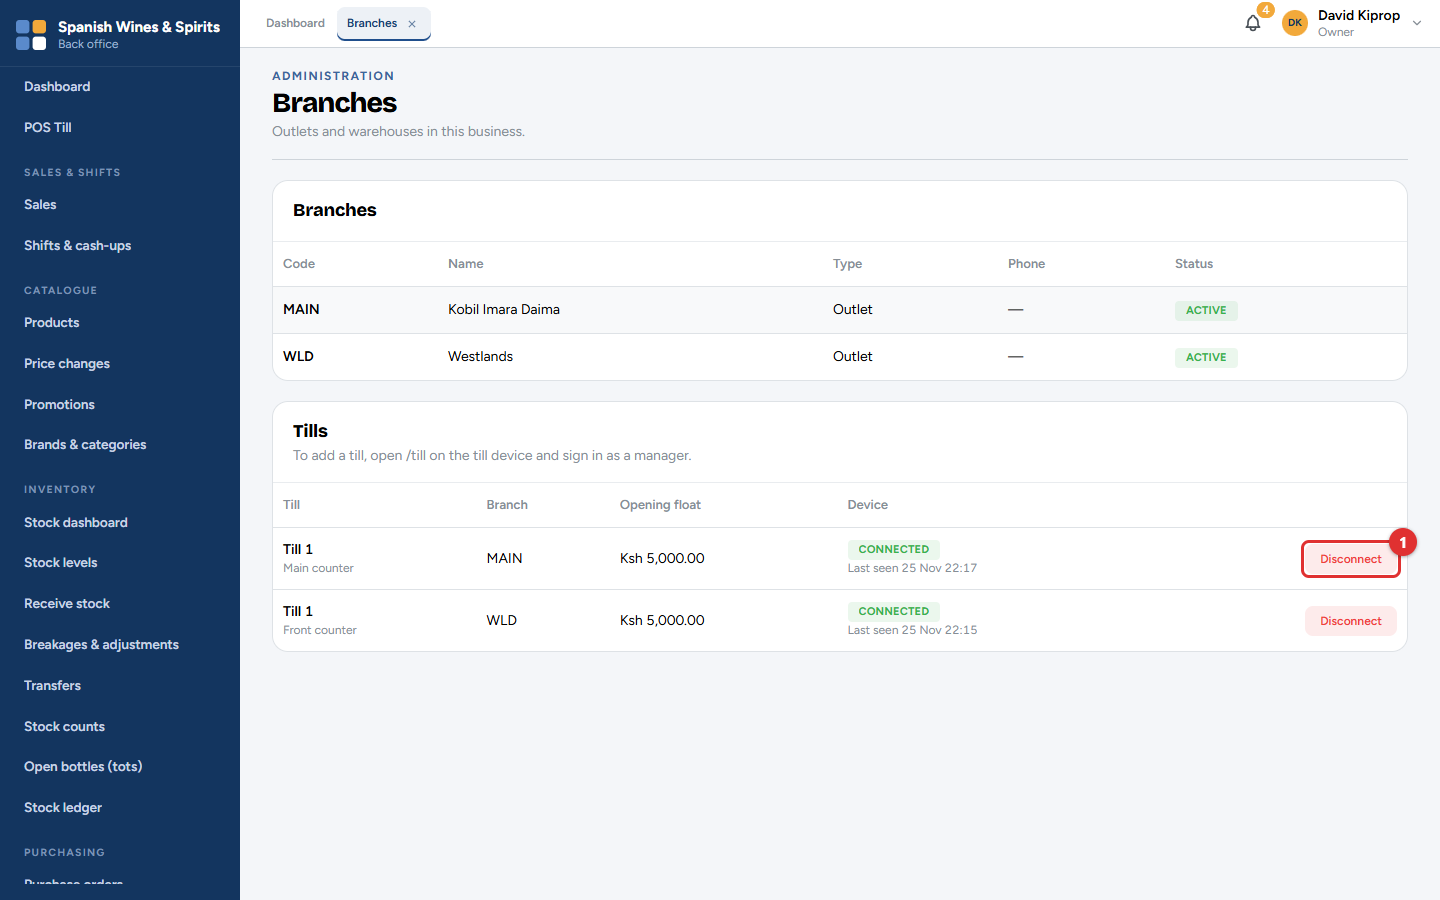 Spanish Wines & Spirits
Back office
Dashboard
POS Till
SALES & SHIFTS
Sales
Shifts & cash-ups
CATALOGUE
Products
Price changes
Promotions
Brands & categories
INVENTORY
Stock dashboard
Stock levels
Receive stock
Breakages & adjustments
Transfers
Stock counts
Open bottles (tots)
Stock ledger
PURCHASING
Purchase orders
Dashboard Branches ×
4
DK
David Kiprop
Owner
ADMINISTRATION
Branches
Outlets and warehouses in this business.
Branches
Code Name Type Phone Status
MAIN Kobil Imara Daima Outlet — ACTIVE
WLD Westlands Outlet — ACTIVE
Tills
To add a till, open /till on the till device and sign in as a manager.
Till Branch Opening float Device
Till 1 MAIN Ksh 5,000.00 CONNECTED Disconnect 1
Main counter Last seen 25 Nov 22:17
Till 1 WLD Ksh 5,000.00 CONNECTED Disconnect
Front counter Last seen 25 Nov 22:15